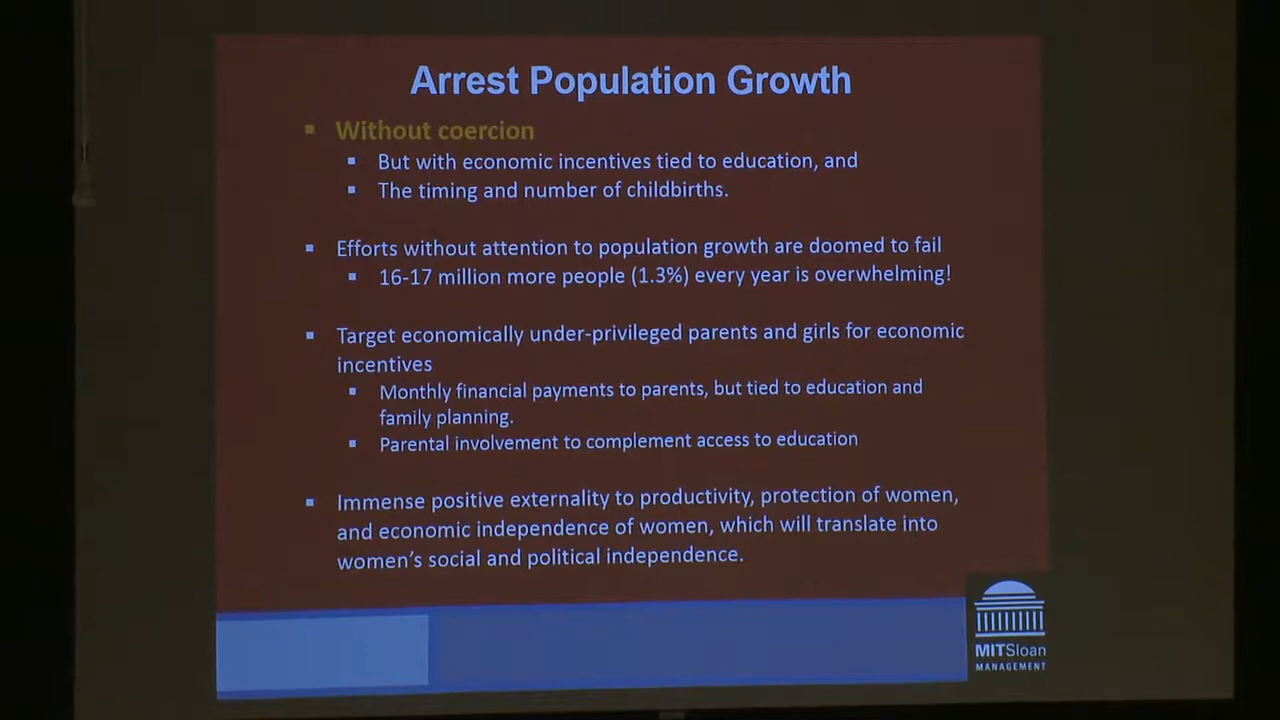 Arrest Population Growth
▪ Without coercion
▪ But with economic incentives tied to education, and
▪ The timing and number of childbirths.
▪ Efforts without attention to population growth are doomed to fail
▪ 16-17 million more people (1.3%) every year is overwhelming!
▪ Target economically under-privileged parents and girls for economic
incentives
▪ Monthly financial payments to parents, but tied to education and
family planning.
▪ Parental involvement to complement access to education
▪ Immense positive externality to productivity, protection of women,
and economic independence of women, which will translate into
women's social and political independence.
MITSloan
MANAGEMENT